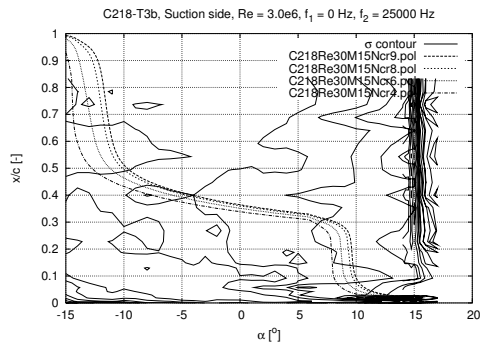 C218-T3b, Suction side, Re = 3.0e6, f1 = 0 Hz, f2 = 25000 Hz
σ contour
C218Re30M15Ncr9.pol
C218Re30M15Ncr8.pol
C218Re30M15Ncr6.pol
C218Re30M15Ncr4.pol
x/c [-]
1
0.9
0.8
0.7
0.6
0.5
0.4
0.3
0.2
0.1
0
-15 -10 -5 0 5 10 15 20
α [°]